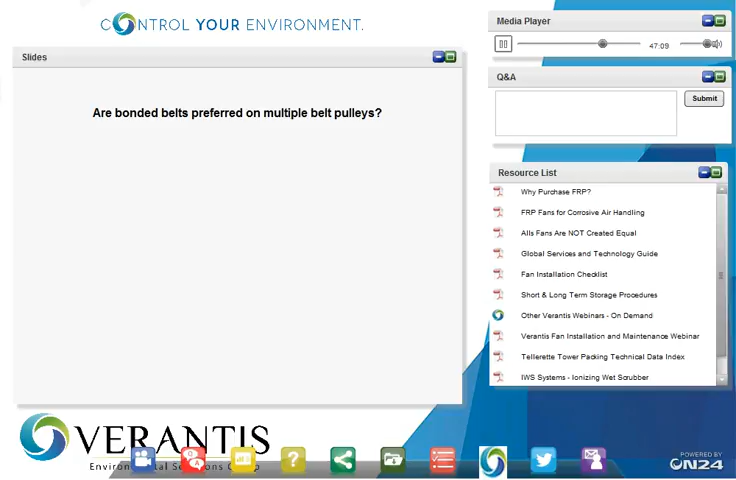 CONTROL YOUR ENVIRONMENT.
Slides
Are bonded belts preferred on multiple belt pulleys?
Media Player
47:09
Q&A
Submit
Resource List
Why Purchase FRP?
FRP Fans for Corrosive Air Handling
Alls Fans Are NOT Created Equal
Global Services and Technology Guide
Fan Installation Checklist
Short & Long Term Storage Procedures
Other Verantis Webinars - On Demand
Verantis Fan Installation and Maintenance Webinar
Tellerette Tower Packing Technical Data Index
IWS Systems - Ionizing Wet Scrubber
VERANTIS
POWERED BY
ON24